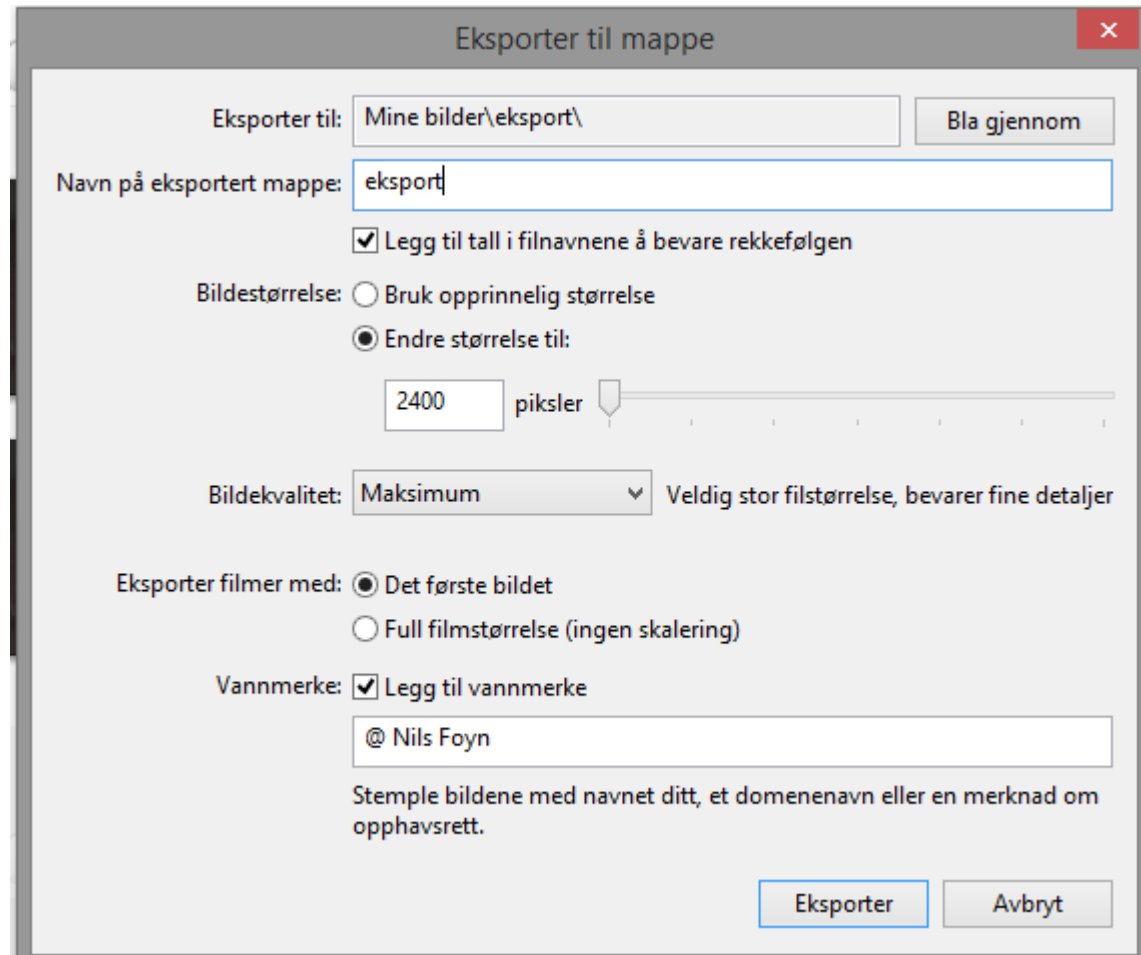 Eksporter til mappe
Eksporter til: Mine bilder\eksport\ Bla gjennom
Navn på eksportert mappe: eksport
Legg til tall i filnavnene å bevare rekkefølgen
Bildestørrelse: Bruk opprinnelig størrelse
Endre størrelse til:
2400 piksler
Bildekvalitet: Maksimum Veldig stor filstørrelse, bevarer fine detaljer
Eksporter filmer med: Det første bildet
Full filmstørrelse (ingen skalering)
Vannmerke: Legg til vannmerke
@ Nils Foyn
Stemple bildene med navnet ditt, et domenenavn eller en merknad om
opphavsrett.
Eksporter Avbryt